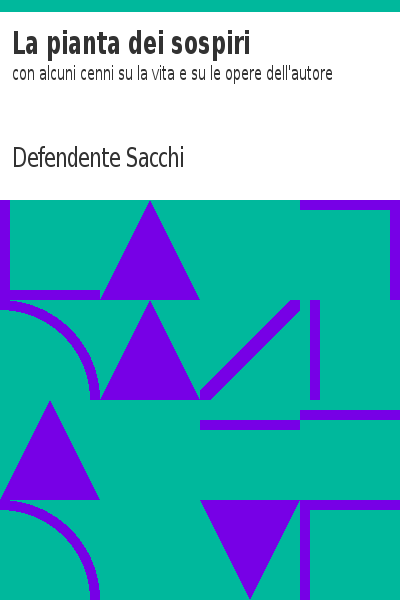 La pianta dei sospiri
con alcuni cenni su la vita e su le opere dell'autore
Defendente Sacchi